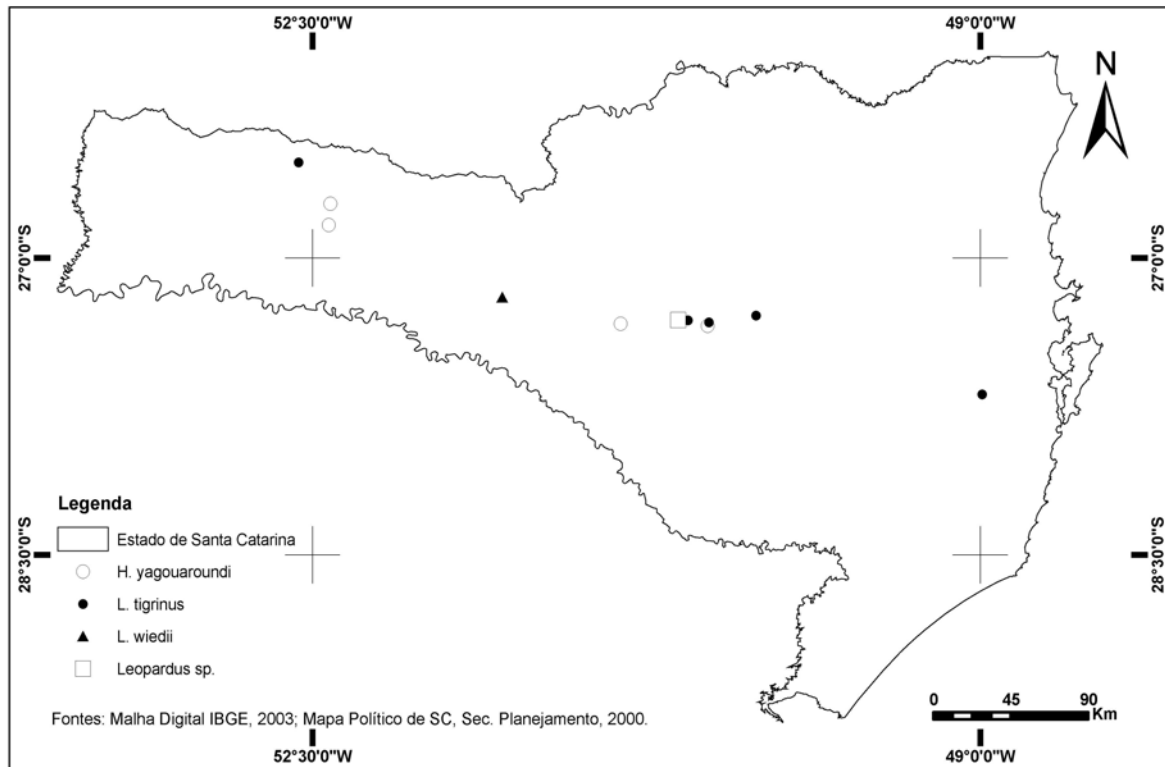 52°30'0"W
49°0'0"W
N
27°0'0"S
27°0'0"S
28°30'0"S
28°30'0"S
Legenda
Estado de Santa Catarina
H. yagouaroundi
L. tigrinus
L. wiedii
Leopardus sp.
Fontes: Malha Digital IBGE, 2003; Mapa Político de SC, Sec. Planejamento, 2000.
0 45 90
Km
52°30'0"W
49°0'0"W